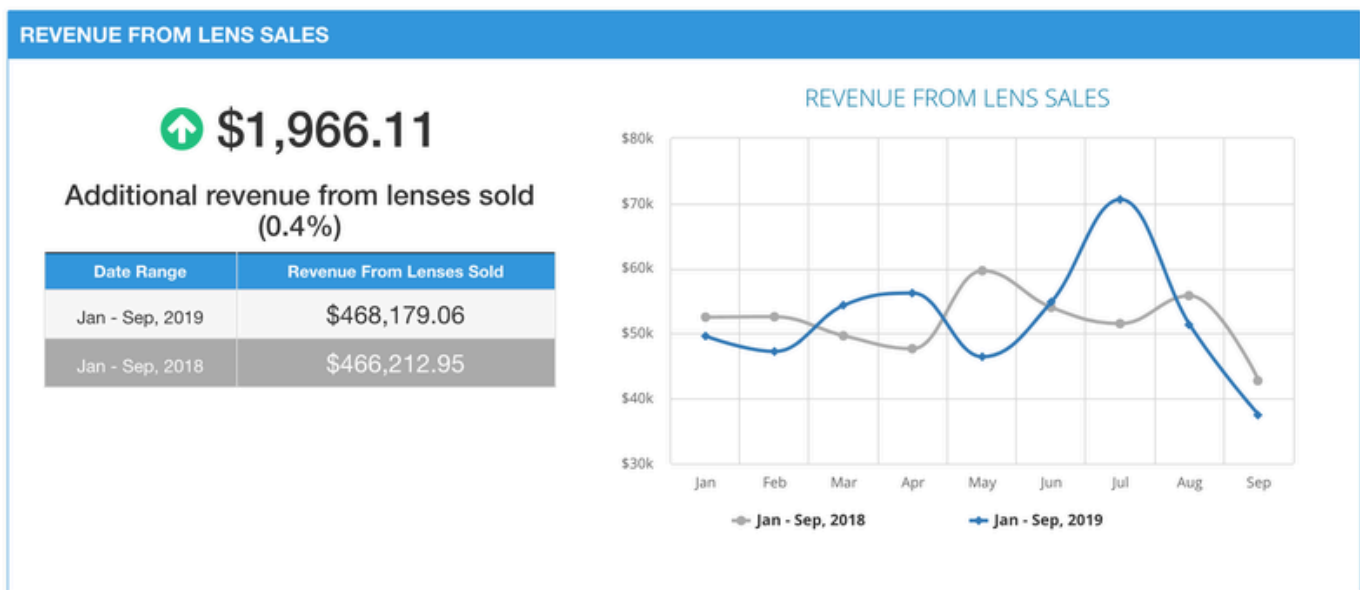 REVENUE FROM LENS SALES
$1,966.11
Additional revenue from lenses sold
(0.4%)
Date Range Revenue From Lenses Sold
Jan - Sep, 2019 $468,179.06
Jan - Sep, 2018 $466,212.95
REVENUE FROM LENS SALES
$80k
$70k
$60k
$50k
$40k
$30k
Jan Feb Mar Apr May Jun Jul Aug Sep
Jan - Sep, 2018 Jan - Sep, 2019